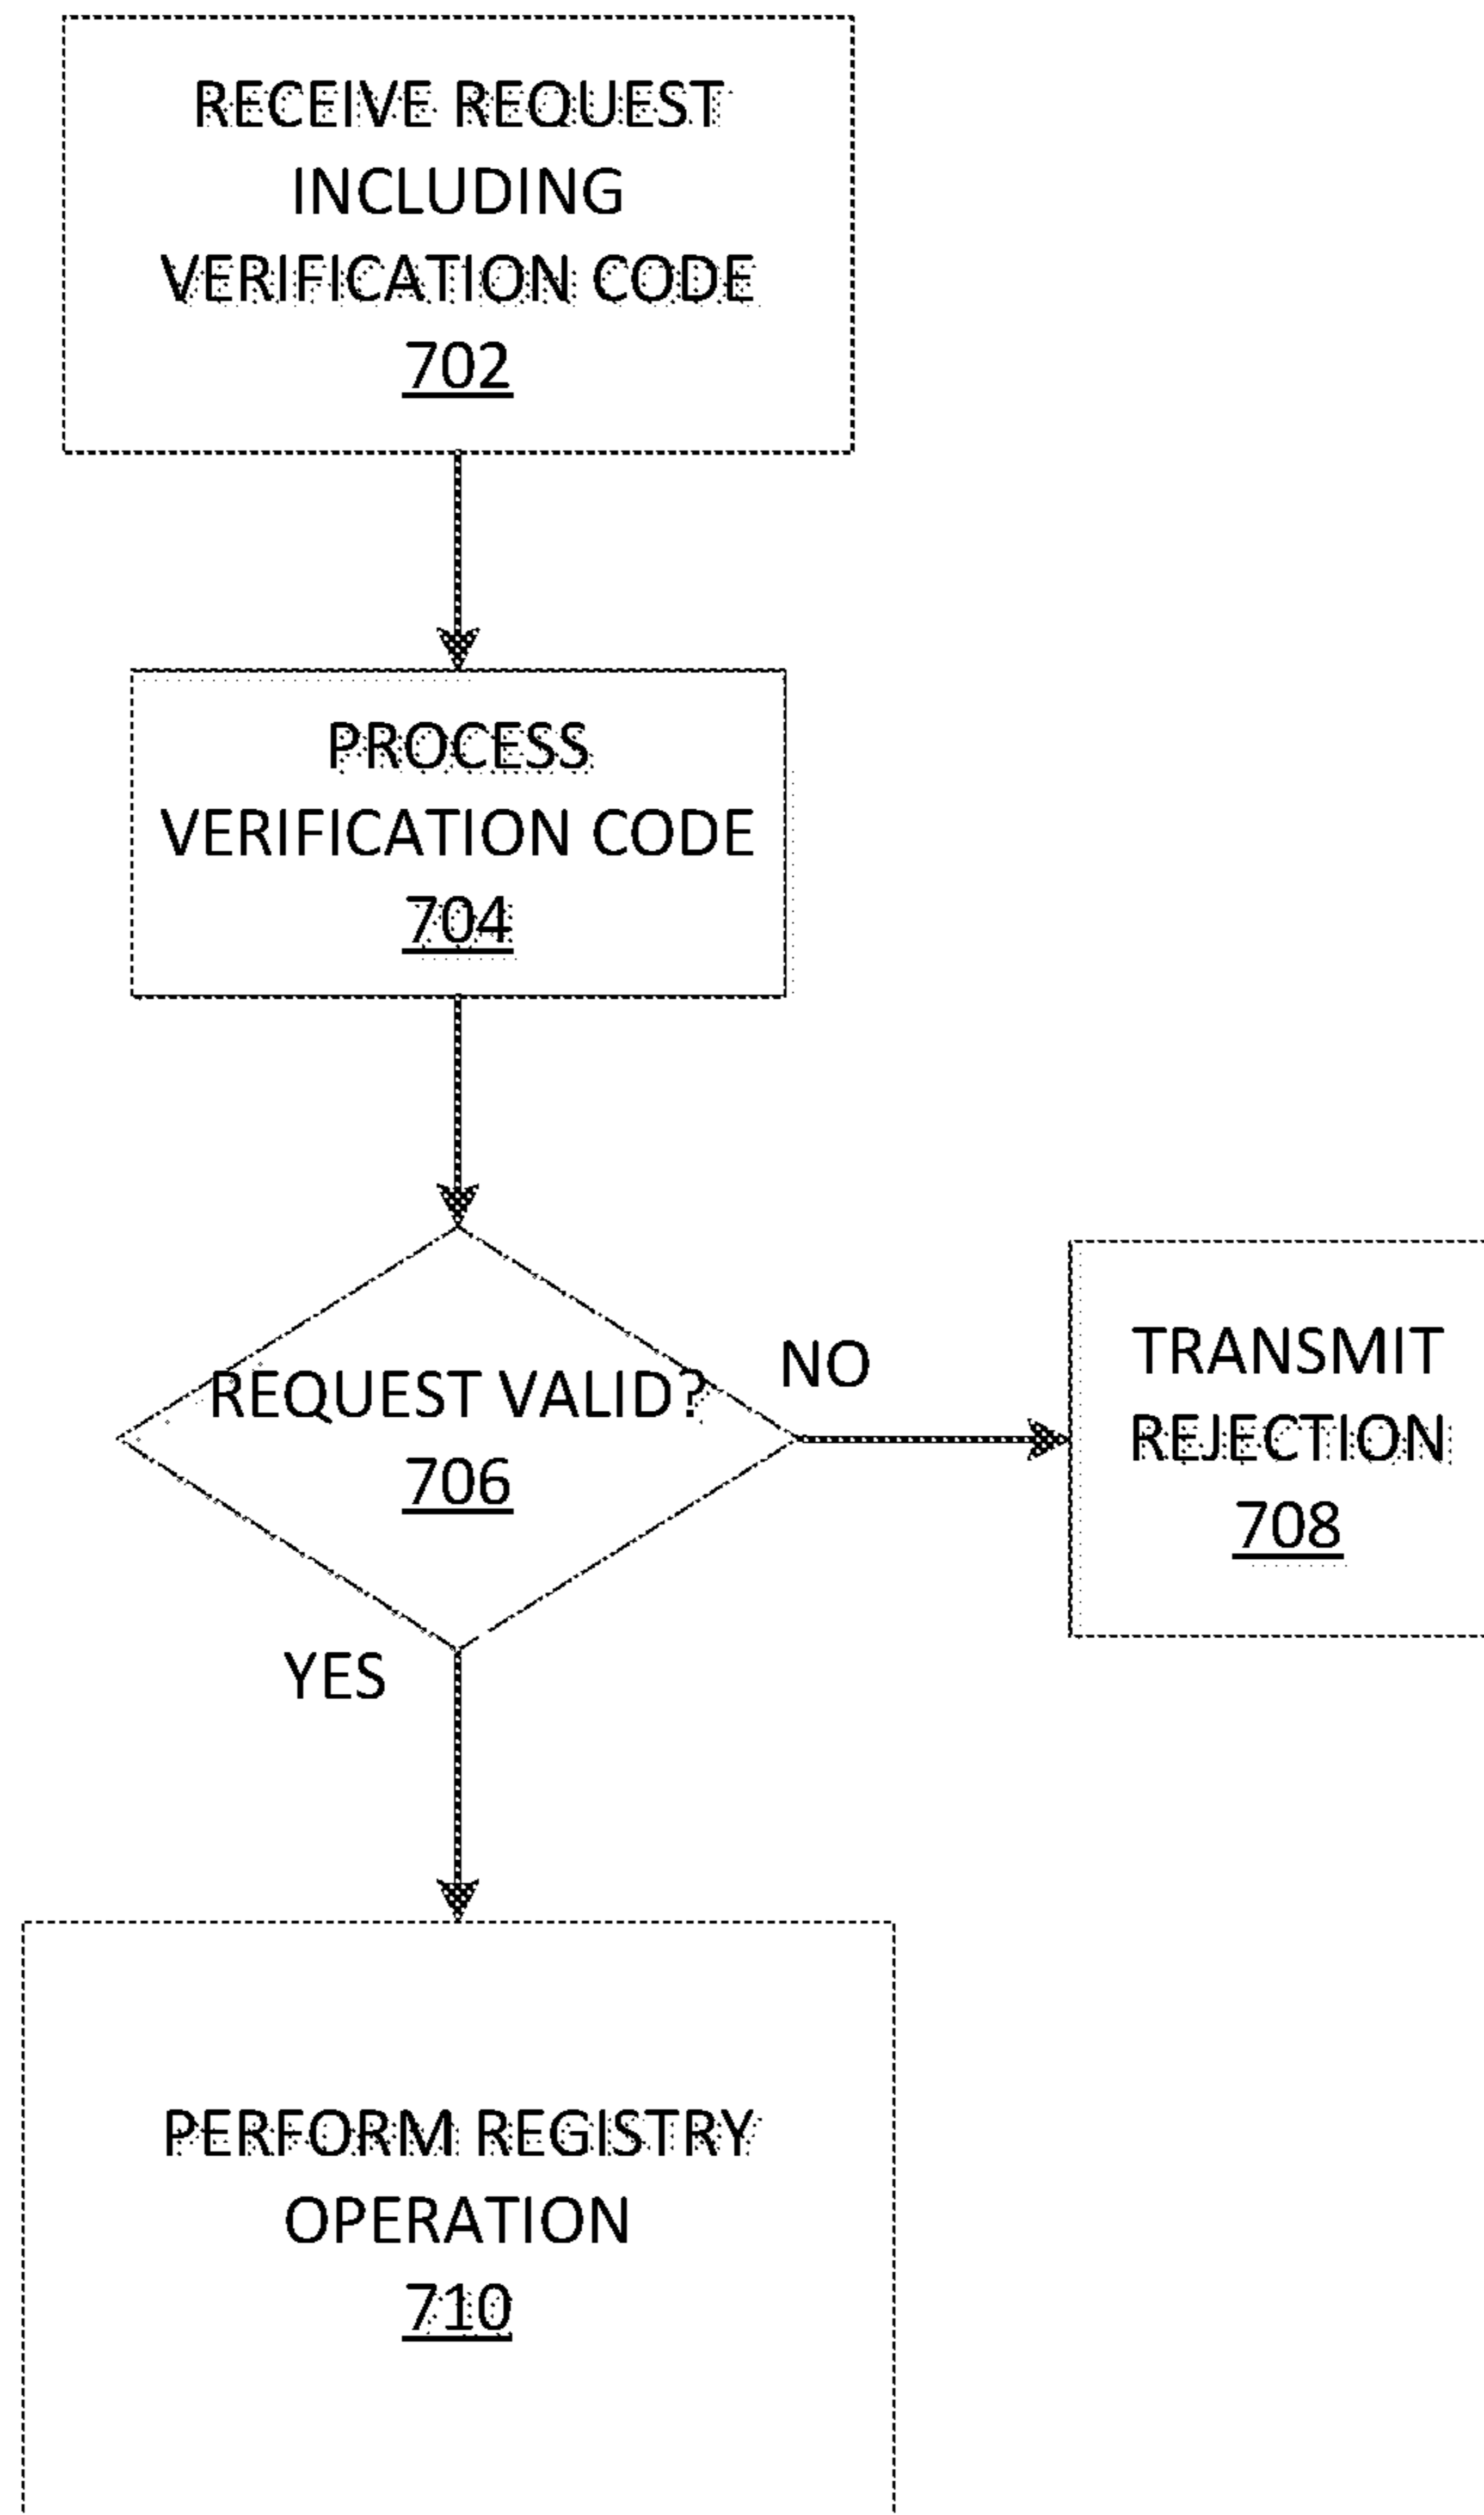 RECEIVE REQUEST
INCLUDING
VERIFICATION CODE
702
PROCESS
VERIFICATION CODE
704
REQUEST VALID?
706
NO
TRANSMIT
REJECTION
708
YES
PERFORM REGISTRY
OPERATION
710